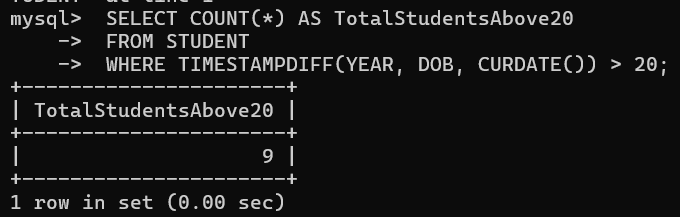 mysql>  SELECT COUNT(*) AS TotalStudentsAbove20
    ->  FROM STUDENT
    ->  WHERE TIMESTAMPDIFF(YEAR, DOB, CURDATE()) > 20;
+----------------------+
| TotalStudentsAbove20 |
+----------------------+
|                    9 |
+----------------------+
1 row in set (0.00 sec)